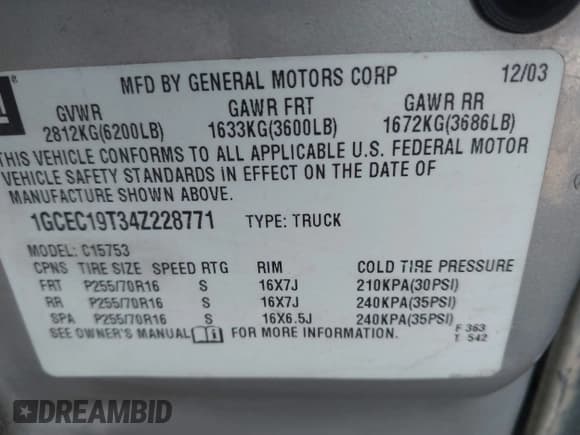 GM ®
MFD BY GENERAL MOTORS CORP 12/03
GVWR GAWR FRT GAWR RR
2812KG(6200LB) 1633KG(3600LB) 1672KG(3686LB)
THIS VEHICLE CONFORMS TO ALL APPLICABLE U.S. FEDERAL MOTOR
VEHICLE SAFETY STANDARDS IN EFFECT ON THE DATE OF
MANUFACTURE SHOWN ABOVE.
1GCEC19T34Z228771 TYPE: TRUCK
MODEL: C15753
CPNS TIRE SIZE SPEED RTG RIM COLD TIRE PRESSURE
FRT P255/70R16 S 16X7J 210KPA(30PSI)
RR P255/70R16 S 16X7J 240KPA(35PSI)
SPA P255/70R16 S 16X6.5J 240KPA(35PSI)
SEE OWNER'S MANUAL i FOR MORE INFORMATION. F 363
T 542
DREAMBID